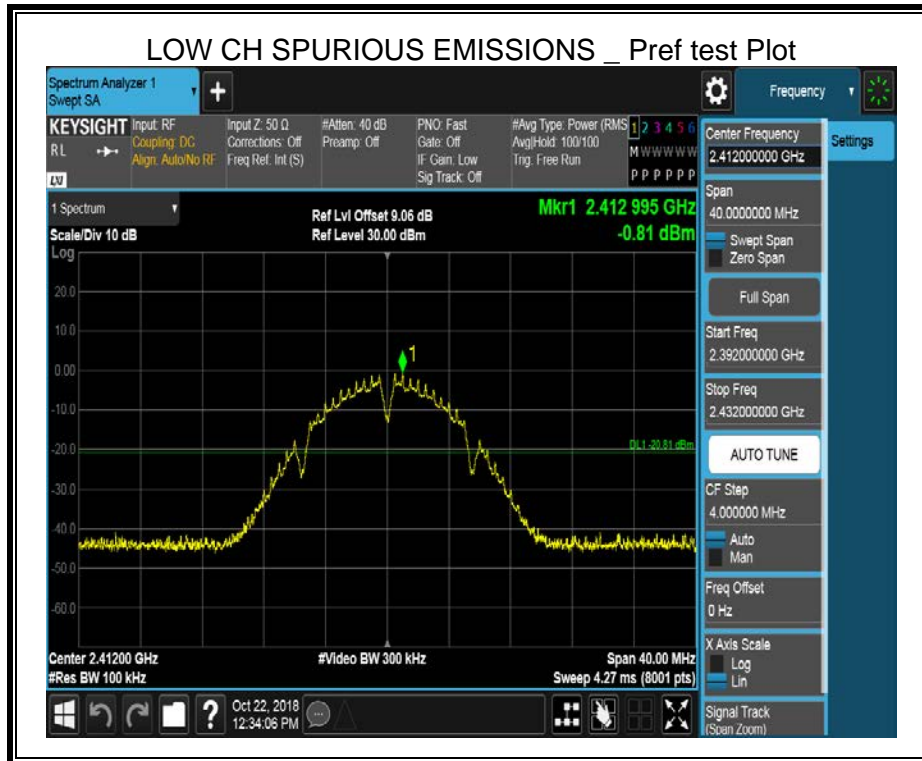 LOW CH SPURIOUS EMISSIONS _ Pref test Plot
Spectrum Analyzer 1
Swept SA
+
Frequency
KEYSIGHT
RL
LXI
Input: RF
Coupling: DC
Align: Auto/No RF
Input Z: 50 Ω
Corrections: Off
Freq Ref: Int (S)
#Atten: 40 dB
Preamp: Off
PNO: Fast
Gate: Off
IF Gain: Low
Sig Track: Off
#Avg Type: Power (RMS
Avg|Hold: 100/100
Trig: Free Run
1 2 3 4 5 6
M W W W W W
P P P P P P
Settings
Center Frequency
2.412000000 GHz
Span
40.0000000 MHz
Swept Span
Zero Span
Full Span
Start Freq
2.392000000 GHz
Stop Freq
2.432000000 GHz
AUTO TUNE
CF Step
4.000000 MHz
Auto
Man
Freq Offset
0 Hz
X Axis Scale
Log
Lin
Signal Track
(Span Zoom)
1 Spectrum
Scale/Div 10 dB
Ref Lvl Offset 9.06 dB
Ref Level 30.00 dBm
Mkr1 2.412 995 GHz
-0.81 dBm
Log
20.0
10.0
0.00
-10.0
-20.0
-30.0
-40.0
-50.0
-60.0
1
DL1 -20.81 dBm
Center 2.41200 GHz
#Res BW 100 kHz
#Video BW 300 kHz
Span 40.00 MHz
Sweep 4.27 ms (8001 pts)
?
Oct 22, 2018
12:34:06 PM